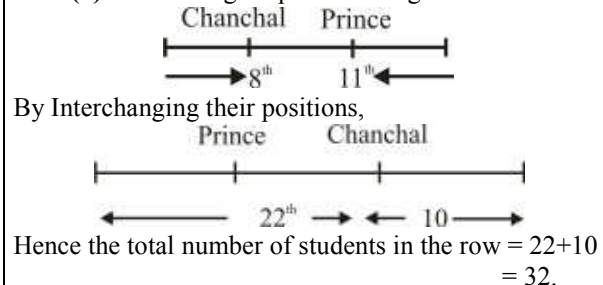 Chanchal Prince
8th 11th
By Interchanging their positions,
Prince Chanchal
22th 10
Hence the total number of students in the row = 22+10
= 32.